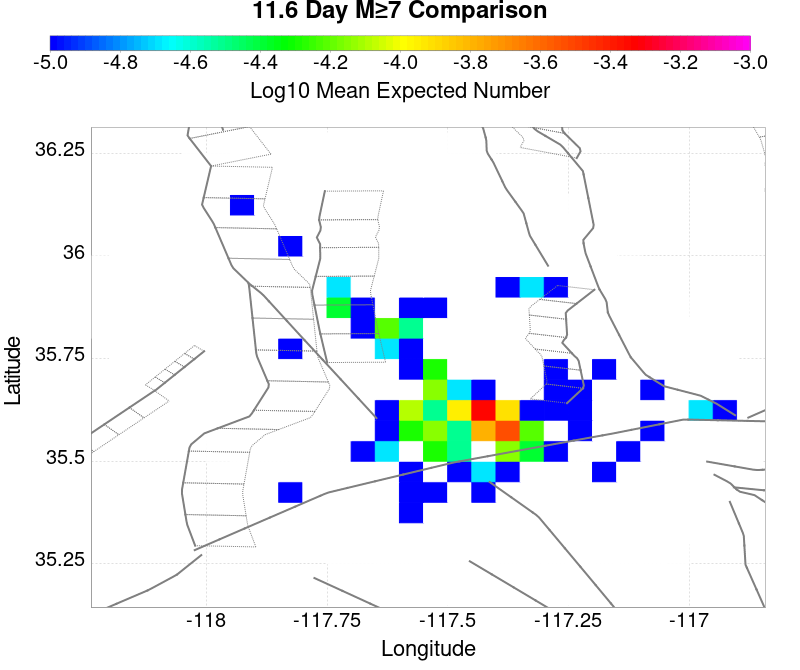 11.6 Day M≥7 Comparison
-5.0 -4.8 -4.6 -4.4 -4.2 -4.0 -3.8 -3.6 -3.4 -3.2 -3.0
Log10 Mean Expected Number
36.25
36
35.75
35.5
35.25
Latitude
-118 -117.75 -117.5 -117.25 -117
Longitude